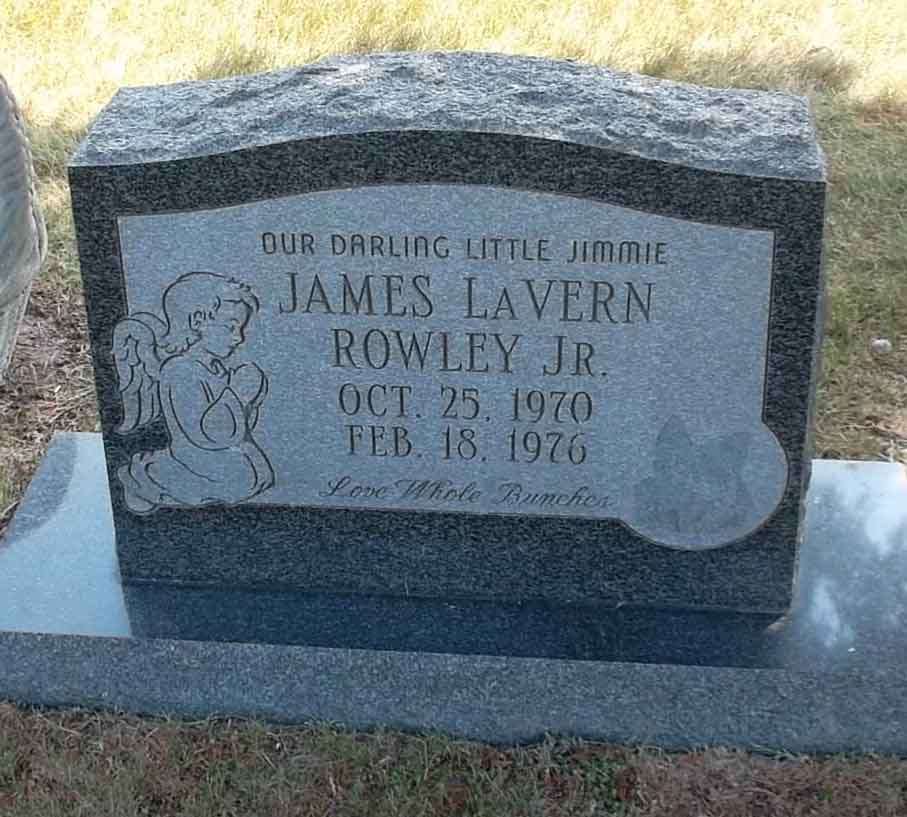 OUR DARLING LITTLE JIMMIE
JAMES LAVERN
ROWLEY JR.
OCT. 25, 1970
FEB. 18, 1976
Love Whole Bunches